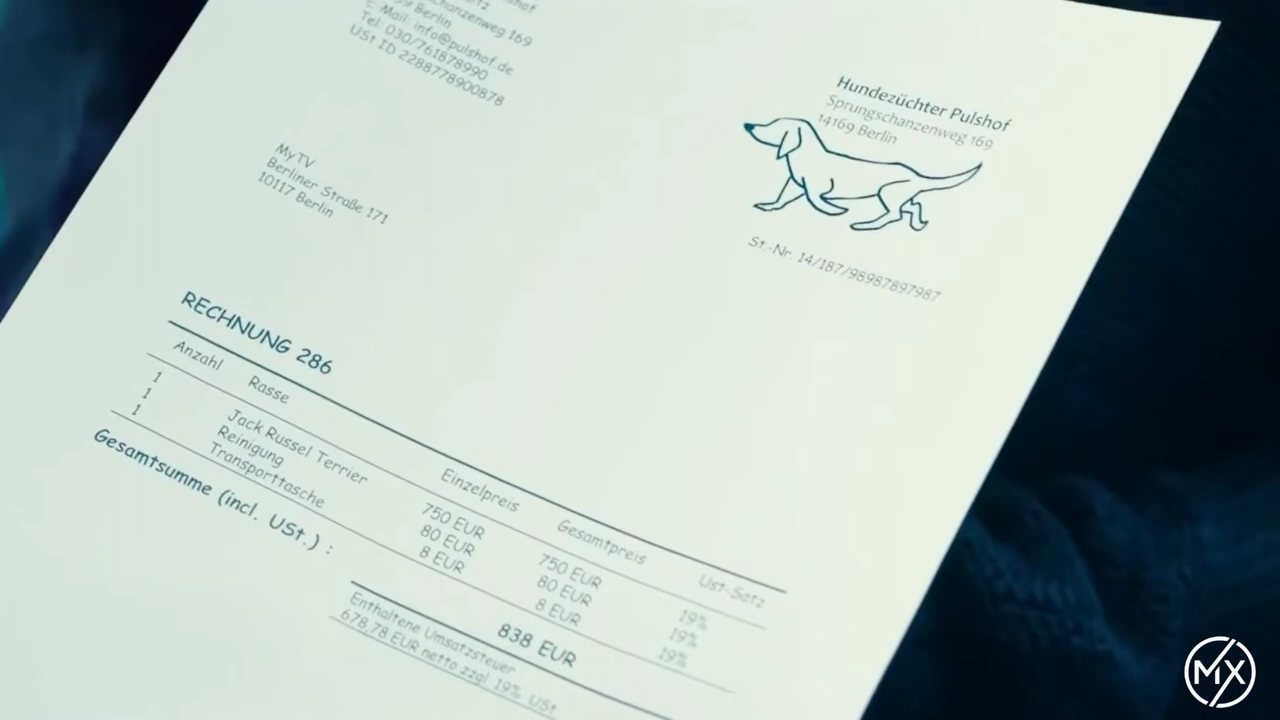 Berlin
E-Mail: info@pulshof.de
Tel. 030/761878990
USt ID 2288778900878
Hundezüchter Pulshof
Sprungschanzenweg 169
14169 Berlin
St.-Nr. 14/187/98987897987
MyTV
Berliner Straße 171
10117 Berlin
RECHNUNG 286
Anzahl Rasse Einzelpreis Gesamtpreis Ust-Satz
1 Jack Russel Terrier 750 EUR 750 EUR 19%
1 Reinigung 80 EUR 80 EUR 19%
1 Transporttasche 8 EUR 8 EUR 19%
Gesamtsumme (incl. USt.) : 838 EUR
Enthaltene Umsatzsteuer
678,78 EUR netto zzgl 19% USt
MX